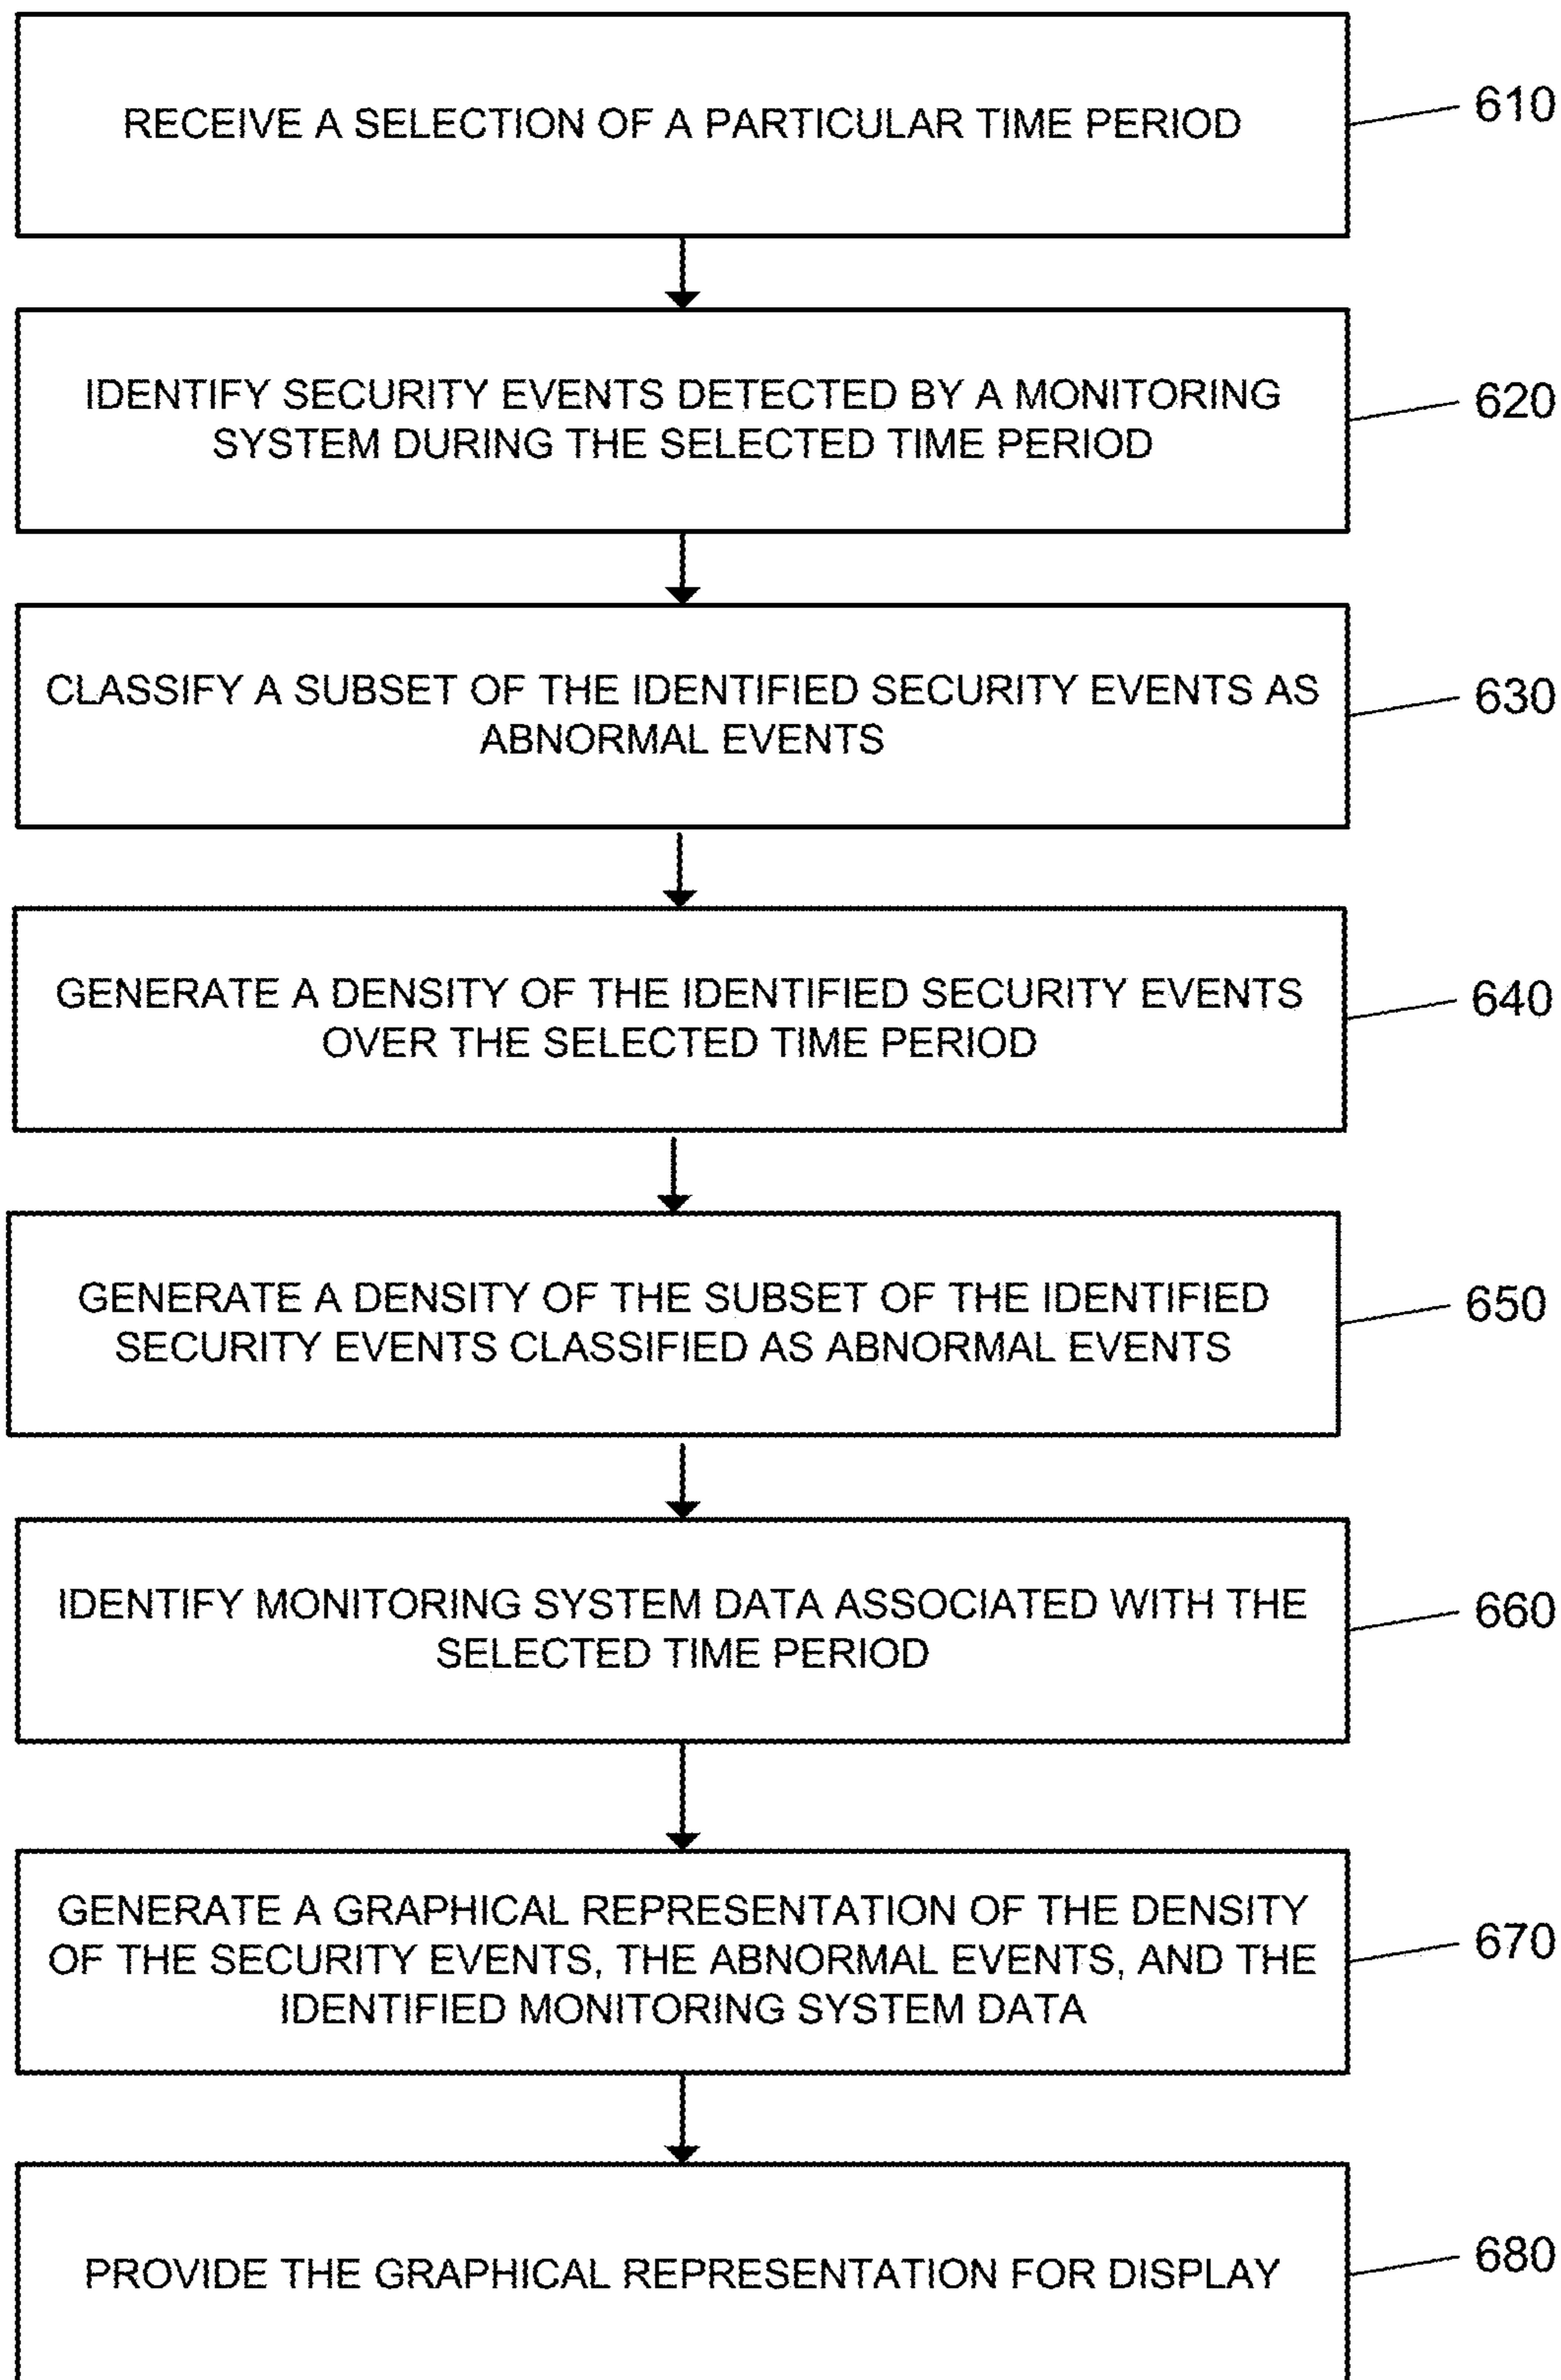 RECEIVE A SELECTION OF A PARTICULAR TIME PERIOD
610
IDENTIFY SECURITY EVENTS DETECTED BY A MONITORING
SYSTEM DURING THE SELECTED TIME PERIOD
620
CLASSIFY A SUBSET OF THE IDENTIFIED SECURITY EVENTS AS
ABNORMAL EVENTS
630
GENERATE A DENSITY OF THE IDENTIFIED SECURITY EVENTS
OVER THE SELECTED TIME PERIOD
640
GENERATE A DENSITY OF THE SUBSET OF THE IDENTIFIED
SECURITY EVENTS CLASSIFIED AS ABNORMAL EVENTS
650
IDENTIFY MONITORING SYSTEM DATA ASSOCIATED WITH THE
SELECTED TIME PERIOD
660
GENERATE A GRAPHICAL REPRESENTATION OF THE DENSITY
OF THE SECURITY EVENTS, THE ABNORMAL EVENTS, AND THE
IDENTIFIED MONITORING SYSTEM DATA
670
PROVIDE THE GRAPHICAL REPRESENTATION FOR DISPLAY
680